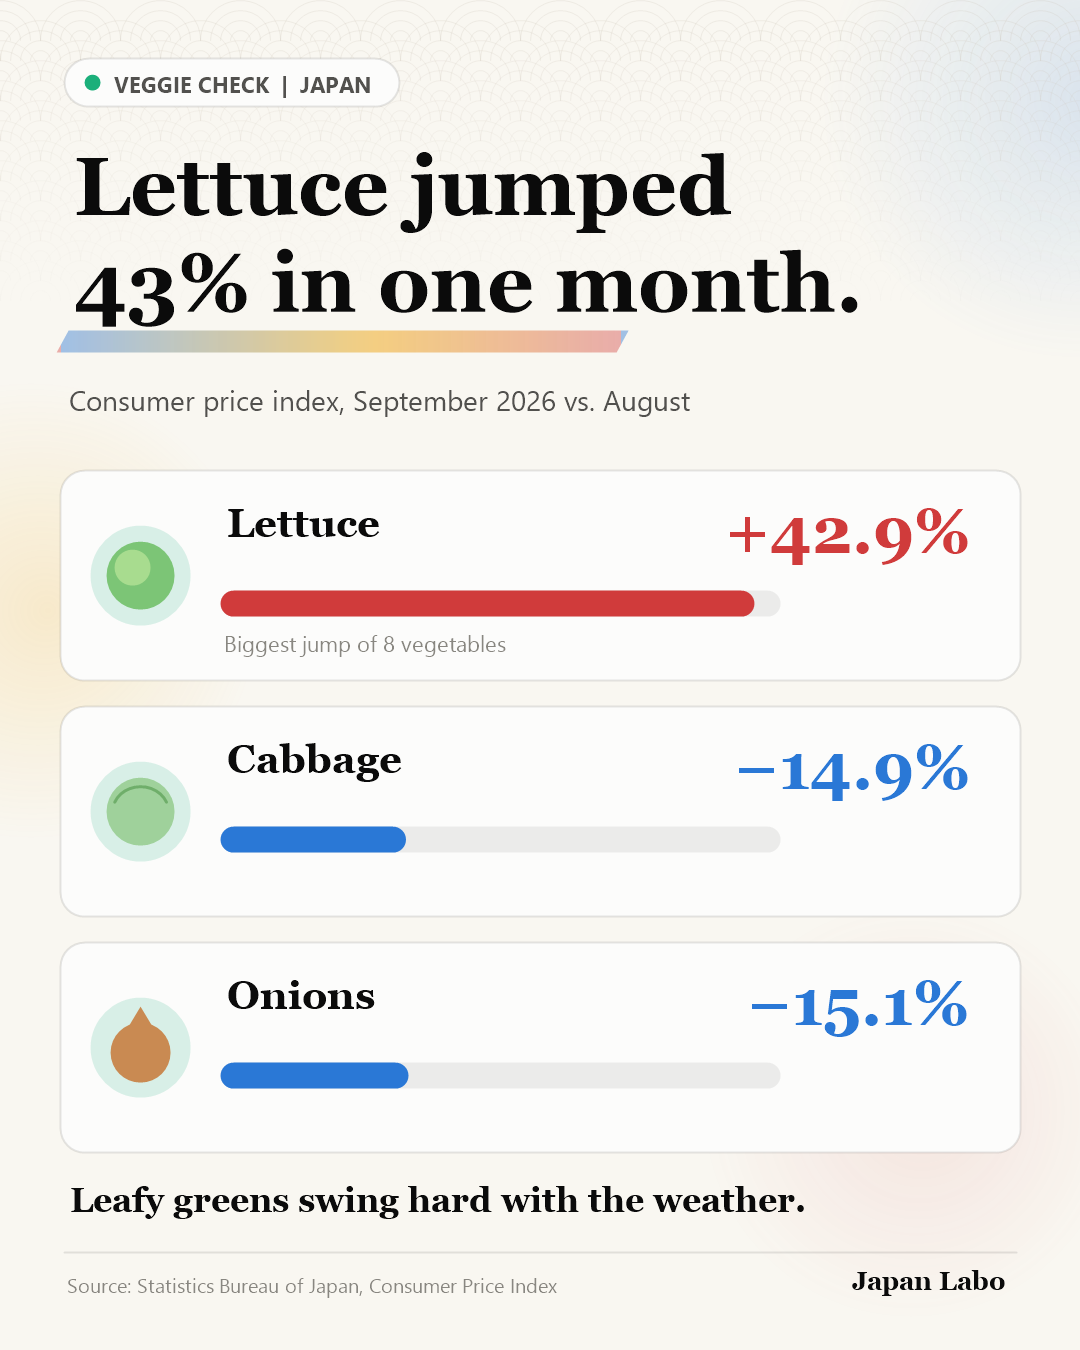 VEGGIE CHECK | JAPAN
Lettuce jumped
43% in one month.
Consumer price index, September 2026 vs. August
Lettuce
+42.9%
Biggest jump of 8 vegetables
Cabbage
−14.9%
Onions
−15.1%
Leafy greens swing hard with the weather.
Source: Statistics Bureau of Japan, Consumer Price Index
Japan Labo